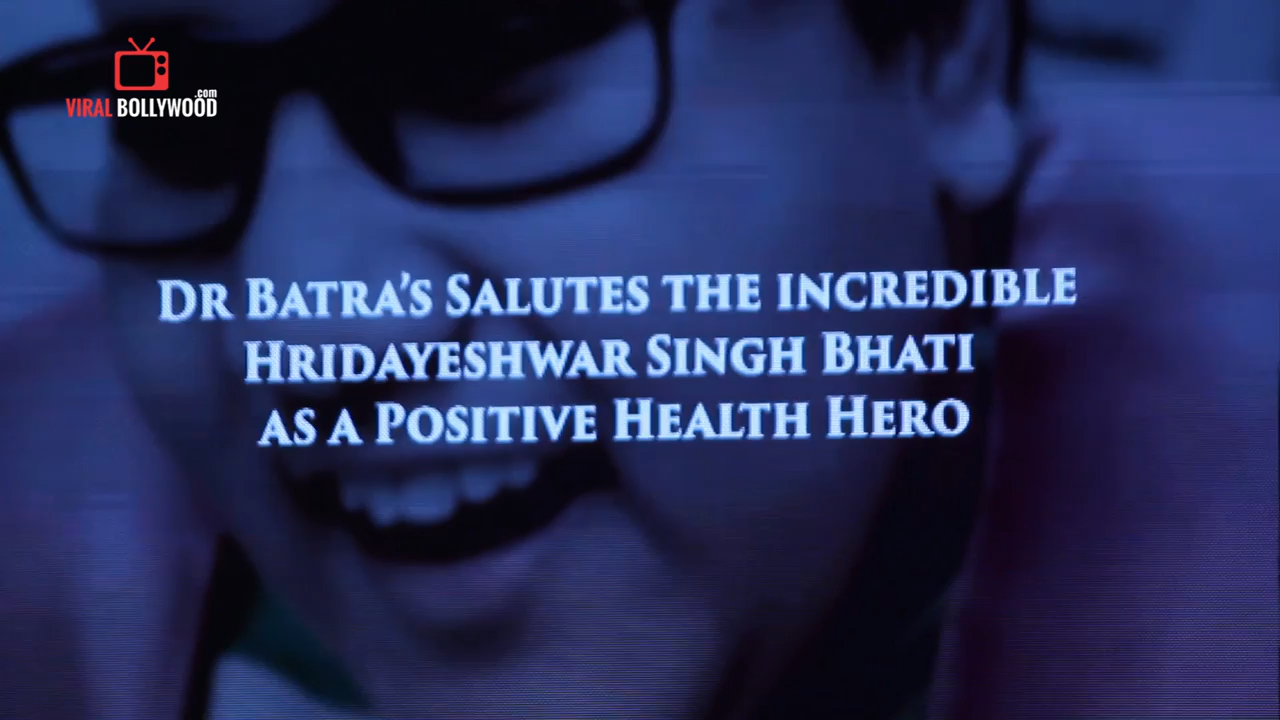 VIRAL BOLLYWOOD
.com
DR BATRA'S SALUTES THE INCREDIBLE
HRIDAYESHWAR SINGH BHATI
AS A POSITIVE HEALTH HERO